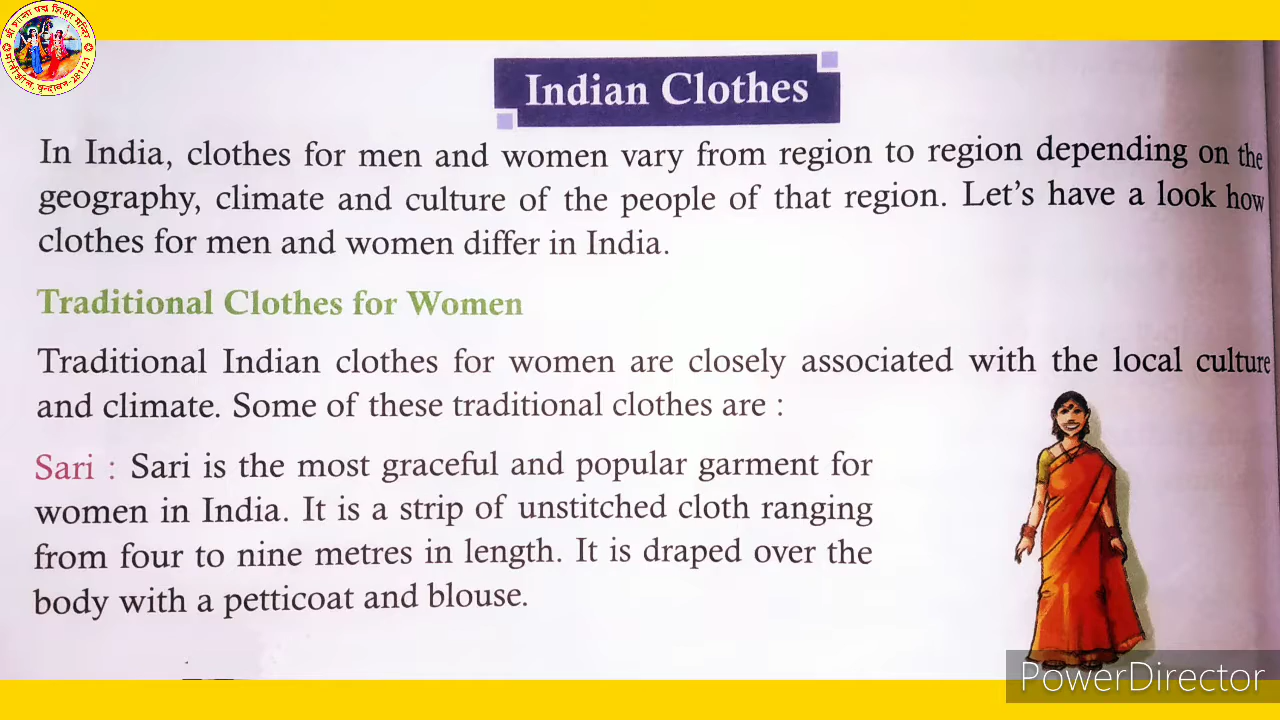 श्री शान्ता पद्म शिक्षा मन्दिर
मोतीझील, वृन्दावन-281121
Indian Clothes
In India, clothes for men and women vary from region to region depending on the
geography, climate and culture of the people of that region. Let's have a look how
clothes for men and women differ in India.
Traditional Clothes for Women
Traditional Indian clothes for women are closely associated with the local culture
and climate. Some of these traditional clothes are :
Sari : Sari is the most graceful and popular garment for
women in India. It is a strip of unstitched cloth ranging
from four to nine metres in length. It is draped over the
body with a petticoat and blouse.
PowerDirector